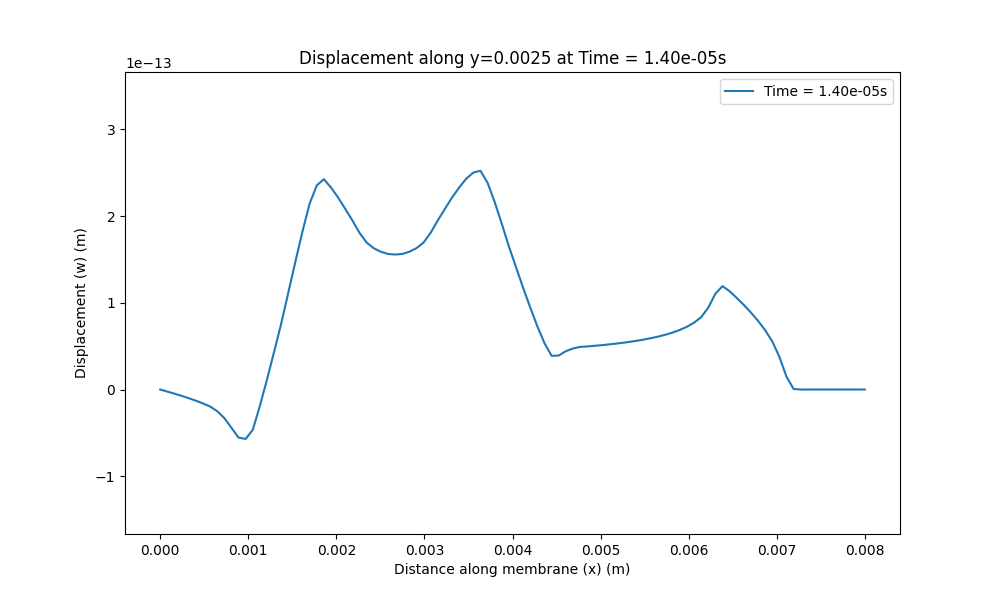 Displacement along y=0.0025 at Time = 1.40e-05s
1e−13
Time = 1.40e-05s
3
2
1
0
−1
Displacement (w) (m)
0.000 0.001 0.002 0.003 0.004 0.005 0.006 0.007 0.008
Distance along membrane (x) (m)